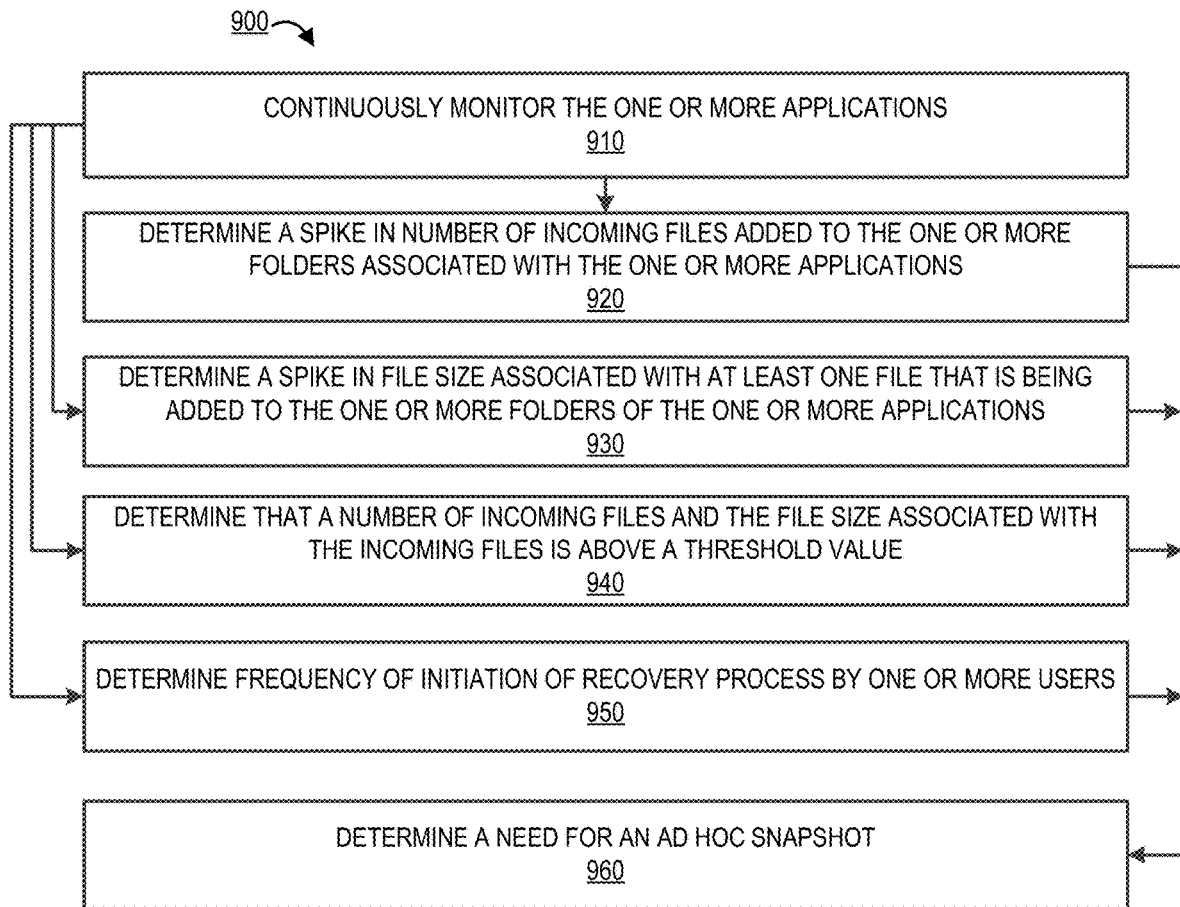 900
CONTINUOUSLY MONITOR THE ONE OR MORE APPLICATIONS
910
DETERMINE A SPIKE IN NUMBER OF INCOMING FILES ADDED TO THE ONE OR MORE
FOLDERS ASSOCIATED WITH THE ONE OR MORE APPLICATIONS
920
DETERMINE A SPIKE IN FILE SIZE ASSOCIATED WITH AT LEAST ONE FILE THAT IS BEING
ADDED TO THE ONE OR MORE FOLDERS OF THE ONE OR MORE APPLICATIONS
930
DETERMINE THAT A NUMBER OF INCOMING FILES AND THE FILE SIZE ASSOCIATED WITH
THE INCOMING FILES IS ABOVE A THRESHOLD VALUE
940
DETERMINE FREQUENCY OF INITIATION OF RECOVERY PROCESS BY ONE OR MORE USERS
950
DETERMINE A NEED FOR AN AD HOC SNAPSHOT
960